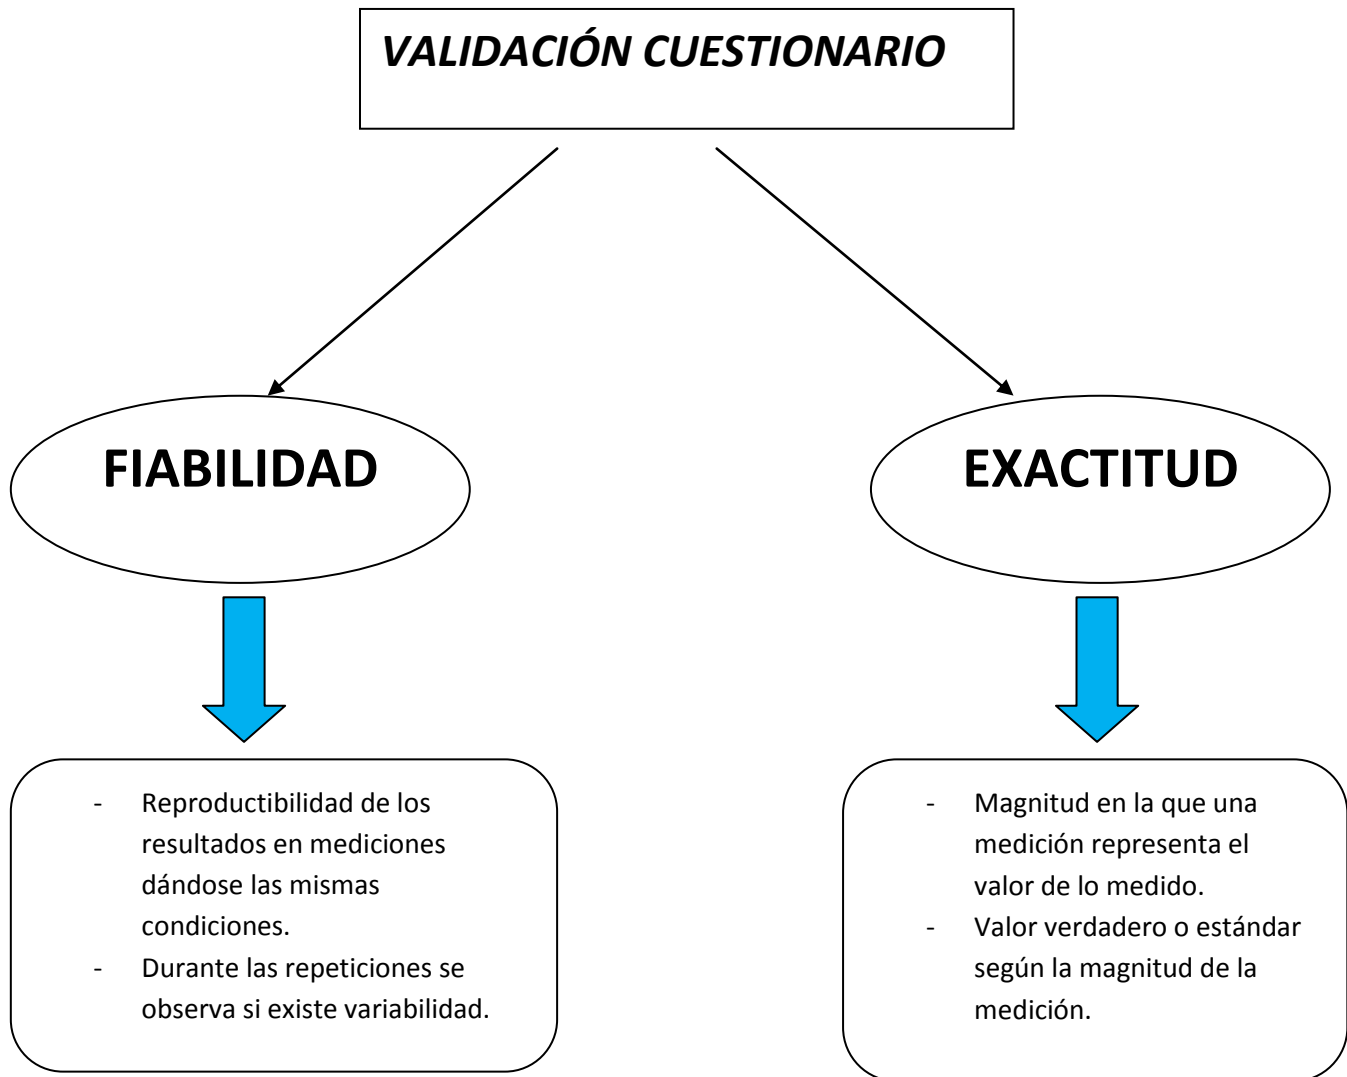 VALIDACIÓN CUESTIONARIO
FIABILIDAD
EXACTITUD
- Reproductibilidad de los
resultados en mediciones
dándose las mismas
condiciones.
- Durante las repeticiones se
observa si existe variabilidad.
- Magnitud en la que una
medición representa el
valor de lo medido.
- Valor verdadero o estándar
según la magnitud de la
medición.